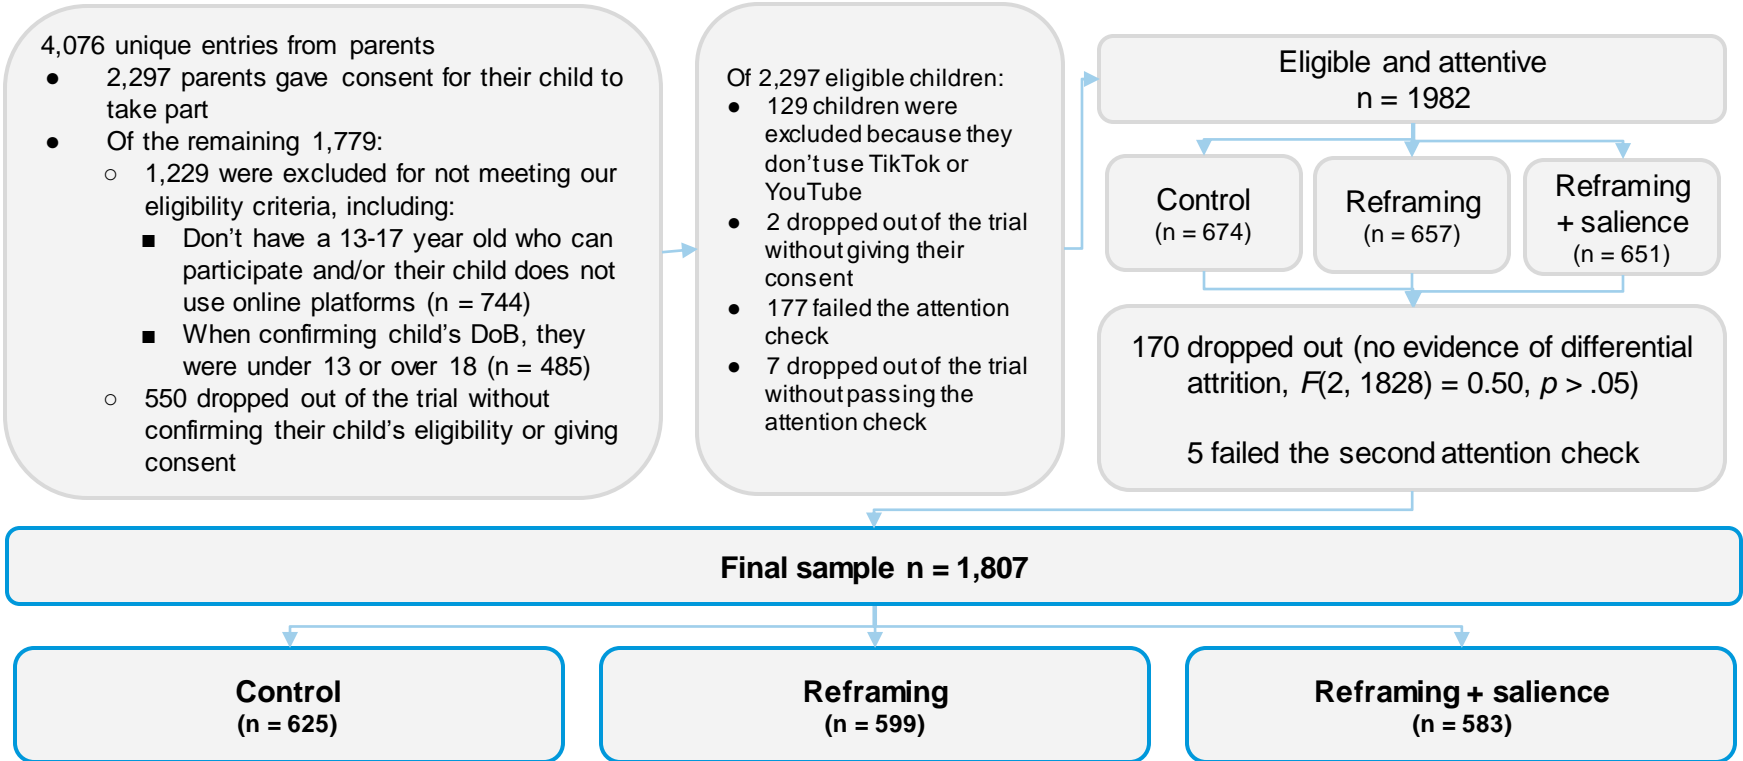 4,076 unique entries from parents
● 2,297 parents gave consent for their child to
take part
● Of the remaining 1,779:
○ 1,229 were excluded for not meeting our
eligibility criteria, including:
■ Don’t have a 13-17 year old who can
participate and/or their child does not
use online platforms (n = 744)
■ When confirming child’s DoB, they
were under 13 or over 18 (n = 485)
○ 550 dropped out of the trial without
confirming their child’s eligibility or giving
consent
Of 2,297 eligible children:
● 129 children were
excluded because they
don’t use TikTok or
YouTube
● 2 dropped out of the trial
without giving their
consent
● 177 failed the attention
check
● 7 dropped out of the trial
without passing the
attention check
Eligible and attentive
n = 1982
Control
(n = 674)
Reframing
(n = 657)
Reframing
+ salience
(n = 651)
170 dropped out (no evidence of differential
attrition, F(2, 1828) = 0.50, p > .05)
5 failed the second attention check
Final sample n = 1,807
Control
(n = 625)
Reframing
(n = 599)
Reframing + salience
(n = 583)